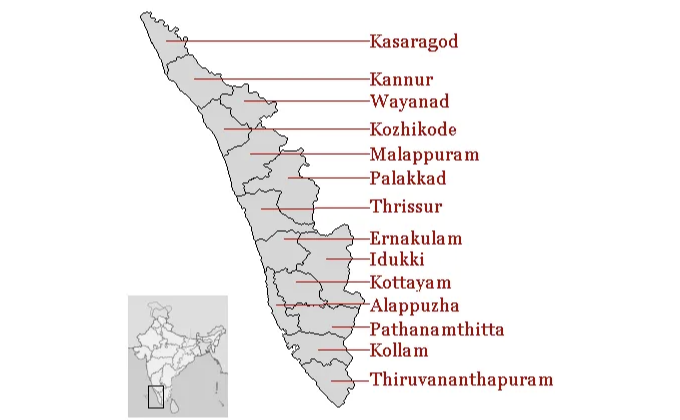 Kasaragod
Kannur
Wayanad
Kozhikode
Malappuram
Palakkad
Thrissur
Ernakulam
Idukki
Kottayam
Alappuzha
Pathanamthitta
Kollam
Thiruvananthapuram